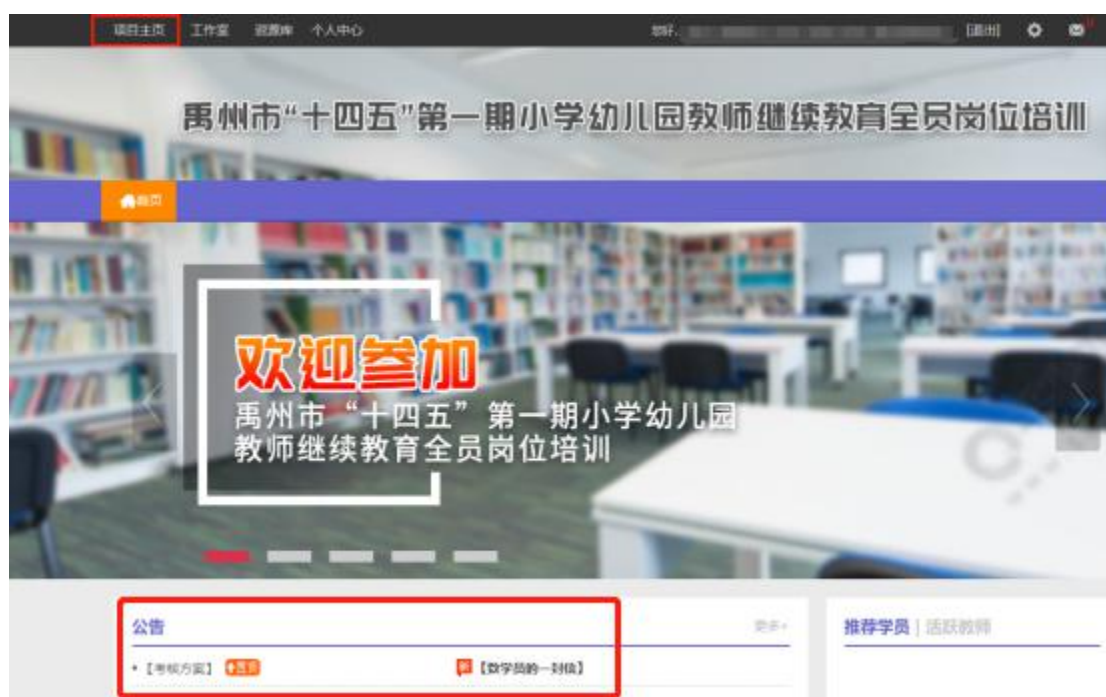 项目主页 工作室 资源库 个人中心 您好, [退出]
禹州市“十四五”第一期小学幼儿园教师继续教育全员岗位培训
首页
欢迎参加
禹州市“十四五”第一期小学幼儿园
教师继续教育全员岗位培训
公告 更多+ 推荐学员 | 活跃教师
•【考核方案】 置顶 【致学员的一封信】